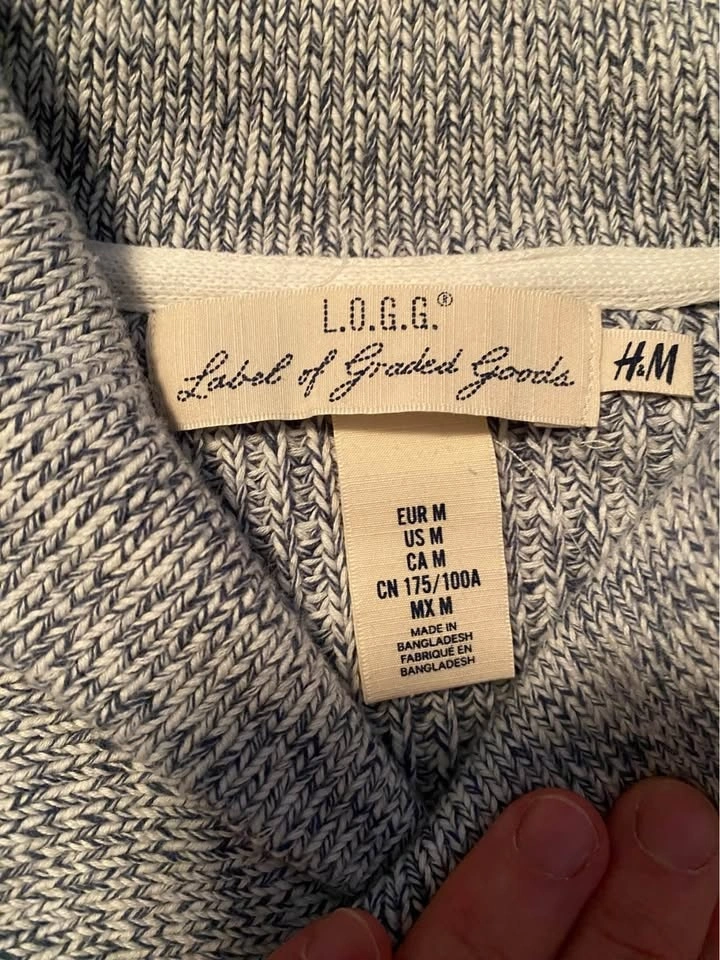 L.O.G.G.®
Label of Graded Goods
H&M
EUR M
US M
CA M
CN 175/100A
MX M
MADE IN
BANGLADESH
FABRIQUÉ EN
BANGLADESH